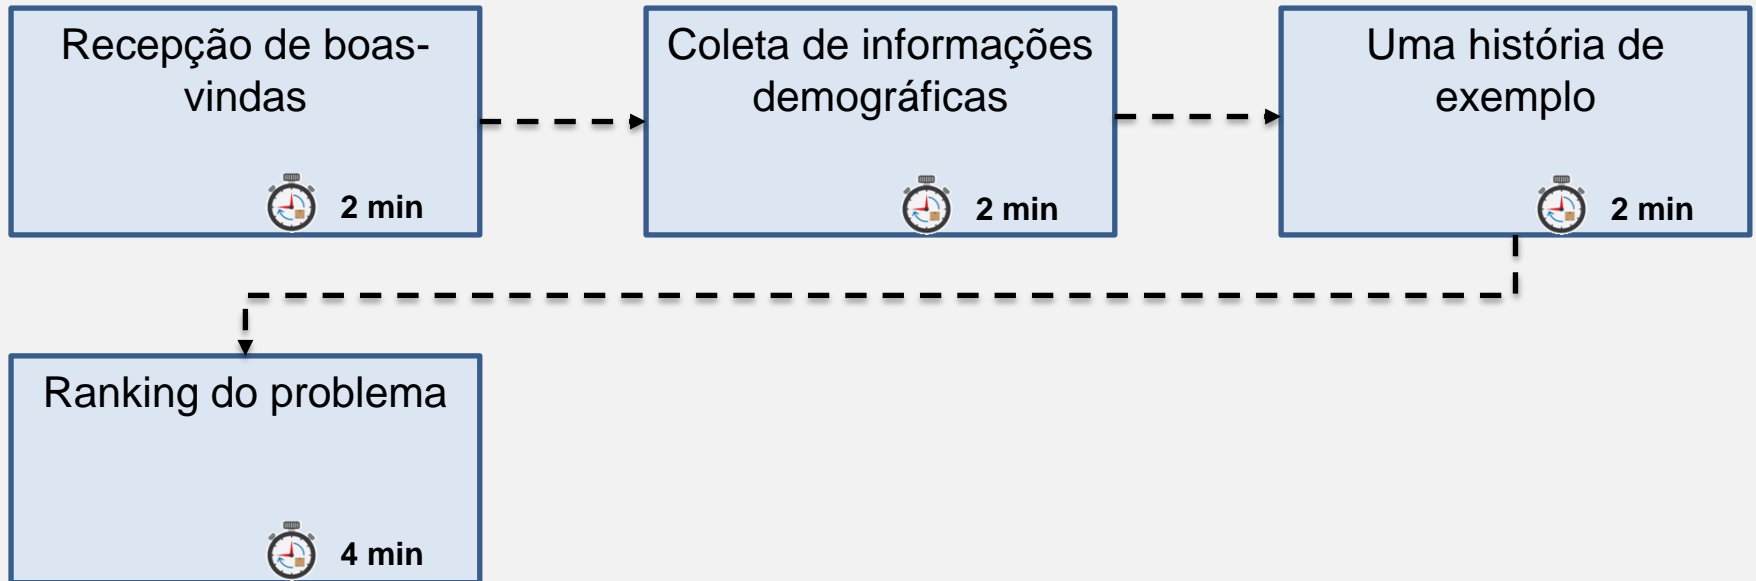 Recepção de boas-
vindas
2 min
Coleta de informações
demográficas
2 min
Uma história de
exemplo
2 min
Ranking do problema
4 min